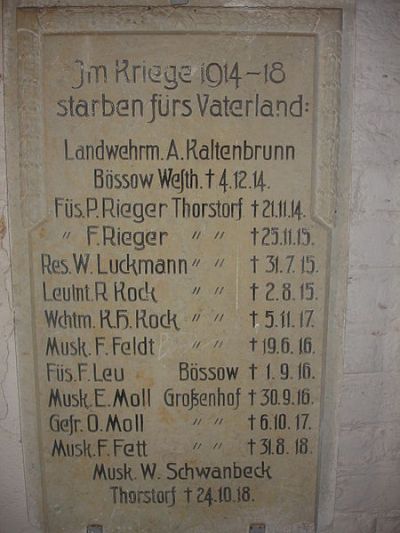 Im Kriege 1914-18
starben fürs Vaterland:
Landwehrm. A. Kaltenbrunn
Bössow Westh. † 4.12.14.
Füs. P. Rieger Thorstorf † 21.11.14.
" F. Rieger " " † 25.11.15.
Res. W. Luckmann " " † 31.7.15.
Leutnt. R. Kock " " † 2.8.15.
Wchtm. K.H. Kock " " † 5.11.17.
Musk. F. Feldt " " † 19.6.16.
Füs. F. Leu Bössow † 1.9.16.
Musk. E. Moll Großenhof † 30.9.16.
Gefr. O. Moll " " † 6.10.17.
Musk. F. Fett " " † 31.8.18.
Musk. W. Schwanbeck
Thorstorf † 24.10.18.